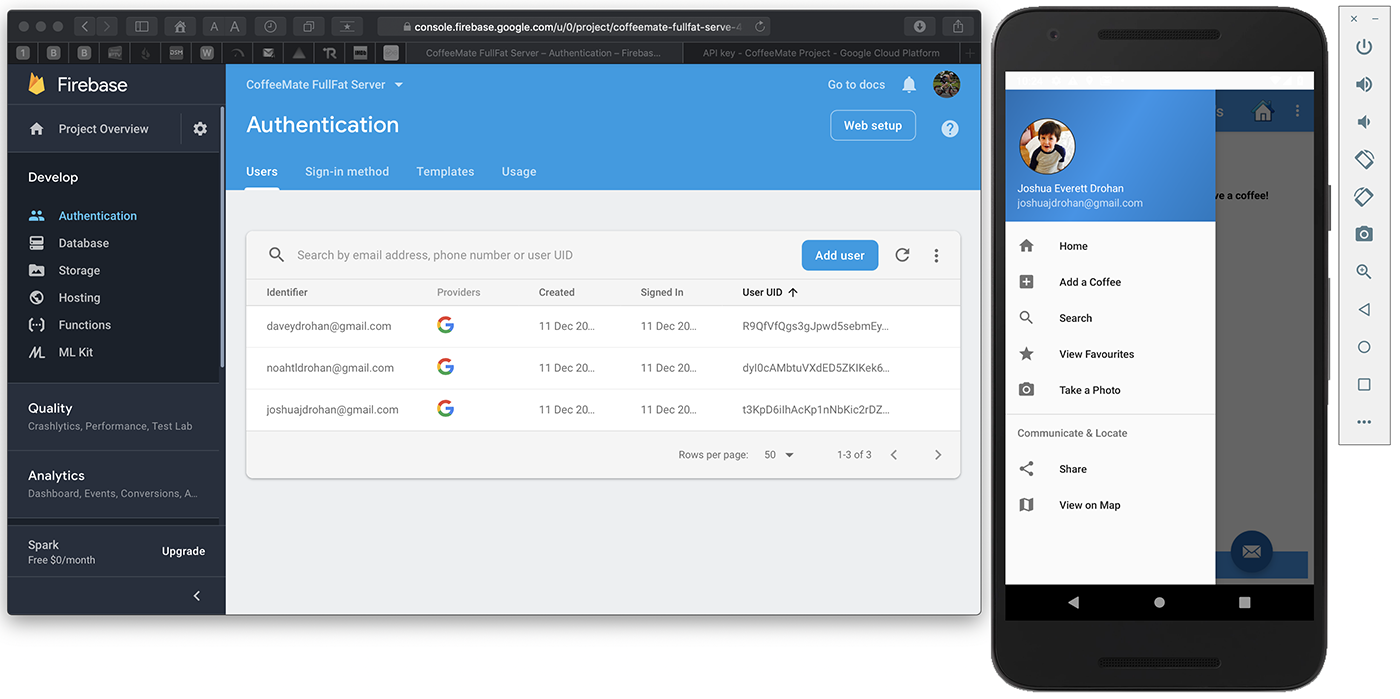 console.firebase.google.com/u/0/project/coffeemate-fullfat-serve-4
1 B B DSM W TR
CoffeeMate FullFat Server – Authentication – Firebas...
API key - CoffeeMate Project - Google Cloud Platform
Firebase
Project Overview
Develop
Authentication
Database
Storage
Hosting
Functions
ML Kit
Quality
Crashlytics, Performance, Test Lab
Analytics
Dashboard, Events, Conversions, A...
Spark
Free $0/month
Upgrade
CoffeeMate FullFat Server
Go to docs
Authentication
Web setup
Users Sign-in method Templates Usage
Search by email address, phone number or user UID
Add user
Identifier Providers Created Signed In User UID
daveydrohan@gmail.com 11 Dec 20... 11 Dec 20... R9QfVfQgs3gJpwd5sebmEy...
noahtldrohan@gmail.com 11 Dec 20... 11 Dec 20... dyl0cAMbtuVXdED5ZKIKek6...
joshuajdrohan@gmail.com 11 Dec 20... 11 Dec 20... t3KpD6iIhAcKp1nNbKic2rDZ...
Rows per page: 50 1-3 of 3
s
Joshua Everett Drohan
joshuajdrohan@gmail.com
ve a coffee!
Home
Add a Coffee
Search
View Favourites
Take a Photo
Communicate & Locate
Share
View on Map